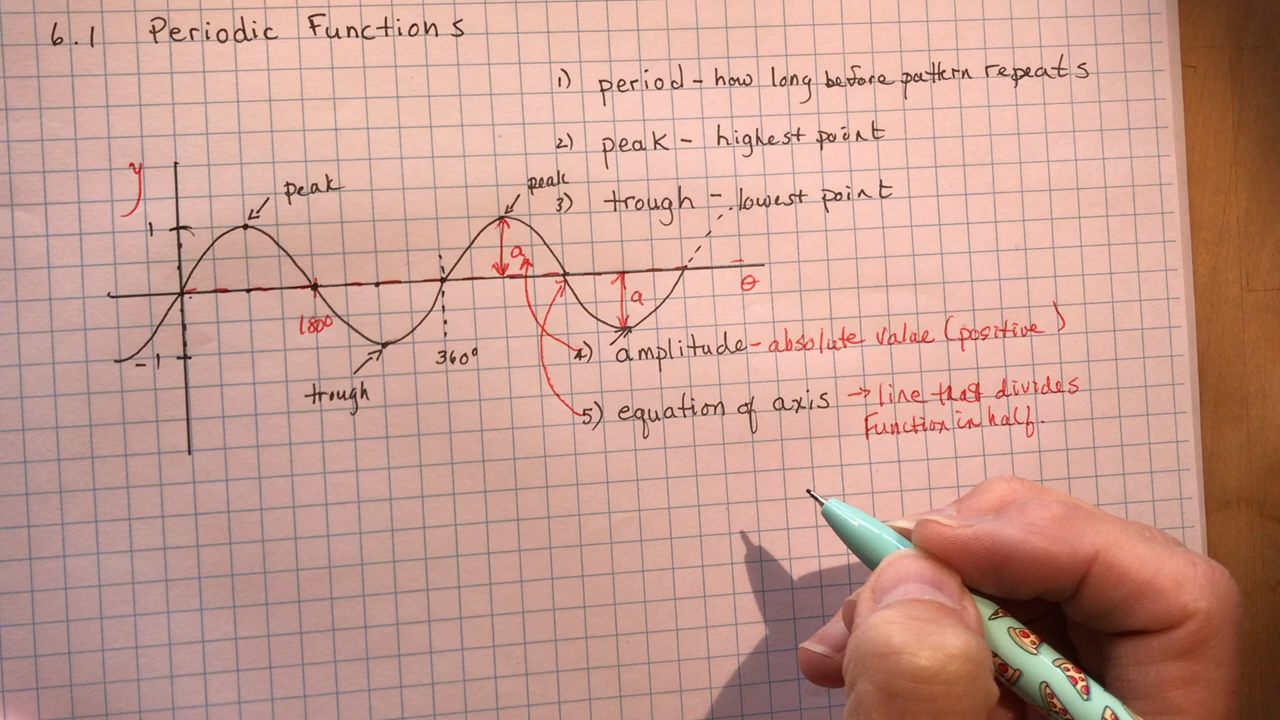 6.1 Periodic Functions
1) period - how long before pattern repeats
2) peak - highest point
3) trough - lowest point
y
peak
peak
1
a
θ
180°
a
-1
360°
trough
4) amplitude - absolute value (positive)
5) equation of axis → line that divides
Function in half.